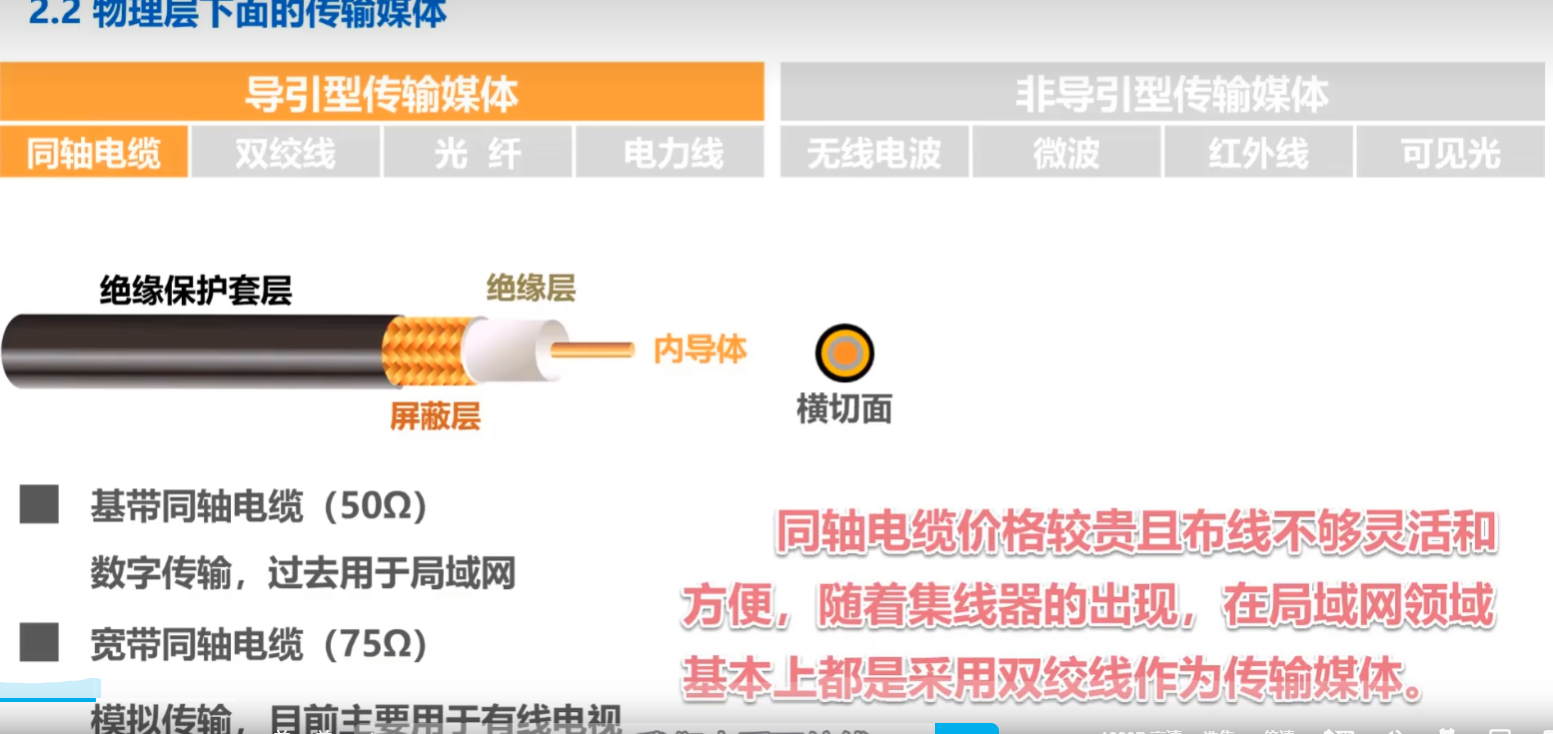 2.2 物理层下面的传输媒体
导引型传输媒体
非导引型传输媒体
同轴电缆
双绞线
光 纤
电力线
无线电波
微波
红外线
可见光
绝缘保护套层
绝缘层
内导体
屏蔽层
横切面
基带同轴电缆（50Ω）
数字传输，过去用于局域网
宽带同轴电缆（75Ω）
模拟传输，目前主要用于有线电视
同轴电缆价格较贵且布线不够灵活和
方便，随着集线器的出现，在局域网领域
基本上都是采用双绞线作为传输媒体。